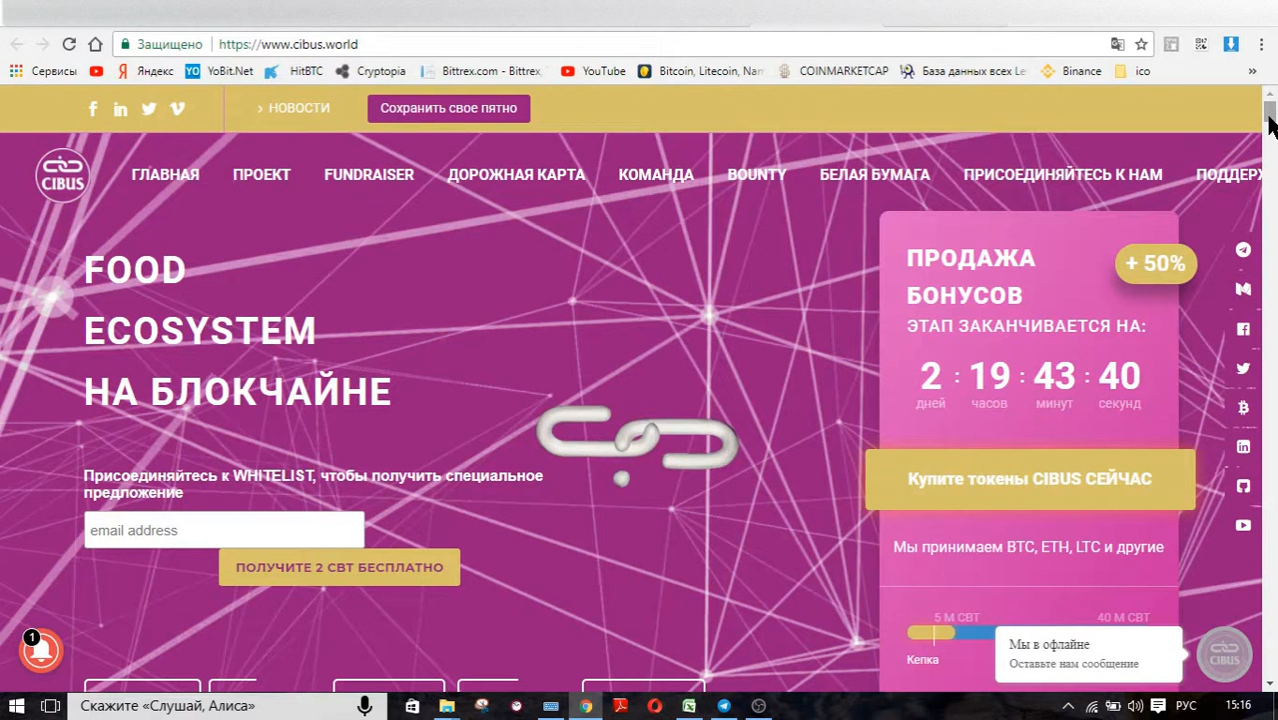 Защищено
https://www.cibus.world
Сервисы
Яндекс
YoBit.Net
HitBTC
Cryptopia
Bittrex.com - Bittrex,
YouTube
Bitcoin, Litecoin, Nam
COINMARKETCAP
База данных всех Le
Binance
ico
»
> НОВОСТИ
Сохранить свое пятно
CIBUS
ГЛАВНАЯ
ПРОЕКТ
FUNDRAISER
ДОРОЖНАЯ КАРТА
КОМАНДА
BOUNTY
БЕЛАЯ БУМАГА
ПРИСОЕДИНЯЙТЕСЬ К НАМ
ПОДДЕРЖ
FOOD
ECOSYSTEM
НА БЛОКЧАЙНЕ
Присоединяйтесь к WHITELIST, чтобы получить специальное
предложение
email address
ПОЛУЧИТЕ 2 CBT БЕСПЛАТНО
ПРОДАЖА
БОНУСОВ
+ 50%
ЭТАП ЗАКАНЧИВАЕТСЯ НА:
2 : 19 : 43 : 40
дней часов минут секунд
Купите токены CIBUS СЕЙЧАС
Мы принимаем BTC, ETH, LTC и другие
5 M CBT 40 M CBT
Кепка
Мы в офлайне
Оставьте нам сообщение
CIBUS
1
Скажите «Слушай, Алиса»
РУС
15:16